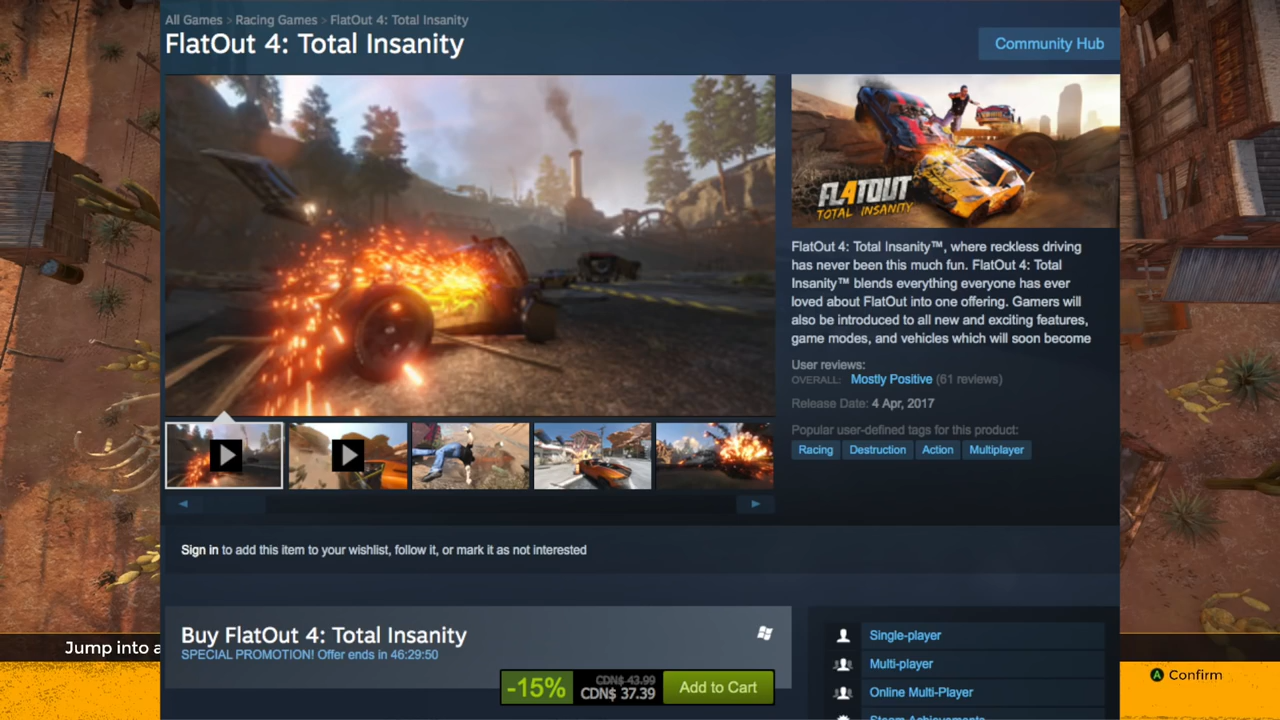 All Games > Racing Games > FlatOut 4: Total Insanity
FlatOut 4: Total Insanity
Community Hub
FL4TOUT
TOTAL INSANITY
FlatOut 4: Total Insanity™, where reckless driving
has never been this much fun. FlatOut 4: Total
Insanity™ blends everything everyone has ever
loved about FlatOut into one offering. Gamers will
also be introduced to all new and exciting features,
game modes, and vehicles which will soon become
User reviews:
OVERALL: Mostly Positive (61 reviews)
Release Date: 4 Apr, 2017
Popular user-defined tags for this product:
Racing Destruction Action Multiplayer
Sign in to add this item to your wishlist, follow it, or mark it as not interested
Buy FlatOut 4: Total Insanity
SPECIAL PROMOTION! Offer ends in 46:29:50
-15% CDN$ 43.99
CDN$ 37.39
Add to Cart
Single-player
Multi-player
Online Multi-Player
Steam Achievements
Jump into a
A Confirm